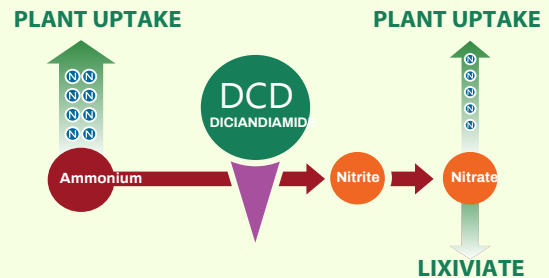 PLANT UPTAKE
PLANT UPTAKE
N N
N N
N N
N N
N
N
N
N
N
DCD
DICIANDIAMID
Ammonium
Nitrite
Nitrate
LIXIVIATE